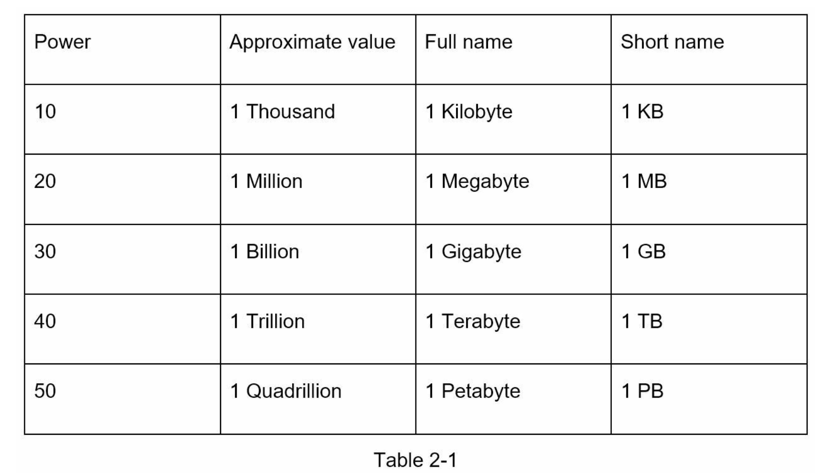 Power Approximate value Full name Short name
10 1 Thousand 1 Kilobyte 1 KB
20 1 Million 1 Megabyte 1 MB
30 1 Billion 1 Gigabyte 1 GB
40 1 Trillion 1 Terabyte 1 TB
50 1 Quadrillion 1 Petabyte 1 PB
Table 2-1